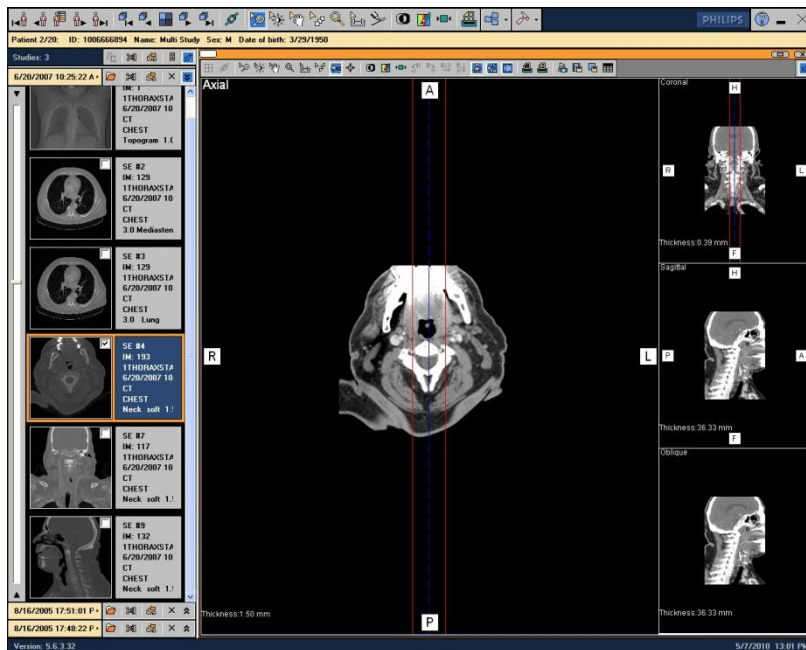 PHILIPS
Patient 2/20: ID: 1006666894 Name: Multi Study Sex: M Date of birth: 3/29/1950
Studies: 3
6/20/2007 10:25:22 A
IM: 1
1THORAXSTA
6/20/2007 10
CT
CHEST
Topogram 1.0
SE #2
IM: 129
1THORAXSTA
6/20/2007 10
CT
CHEST
3.0 Mediasten
SE #3
IM: 129
1THORAXSTA
6/20/2007 10
CT
CHEST
3.0 Lung
SE #4
IM: 193
1THORAXSTA
6/20/2007 10
CT
CHEST
Neck soft 1.5
SE #7
IM: 117
1THORAXSTA
6/20/2007 10
CT
CHEST
Neck soft 1.5
SE #9
IM: 132
1THORAXSTA
6/20/2007 10
CT
CHEST
Neck soft 1.5
8/16/2005 17:51:01 P
8/16/2005 17:48:22 P
Axial
A
R
L
P
Thickness:1.50 mm
Coronal
H
R
L
F
Thickness:0.39 mm
Sagittal
H
P
A
F
Thickness:36.33 mm
Oblique
Thickness:36.33 mm
Version: 5.6.3.32
5/7/2010 13:01 PM